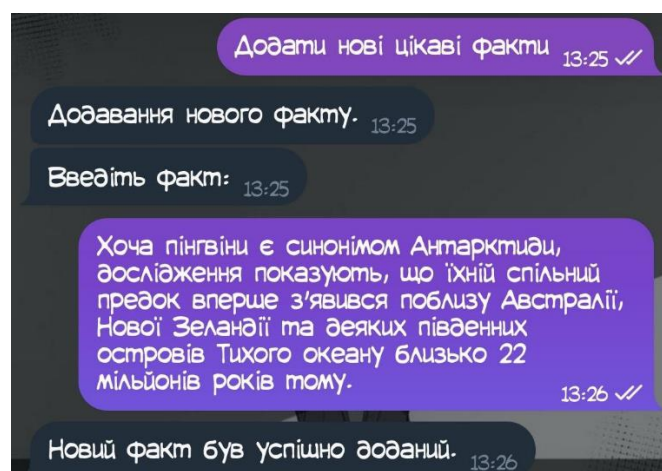 Додати нові цікаві факти 13:25
Додавання нового факту. 13:25
Введіть факт: 13:25
Хоча пінгвіни є синонімом Антарктиди,
дослідження показують, що їхній спільний
предок вперше з'явився поблизу Австралії,
Нової Зеландії та деяких південних
островів Тихого океану близько 22
мільйонів років тому. 13:26
Новий факт був успішно доданий. 13:26